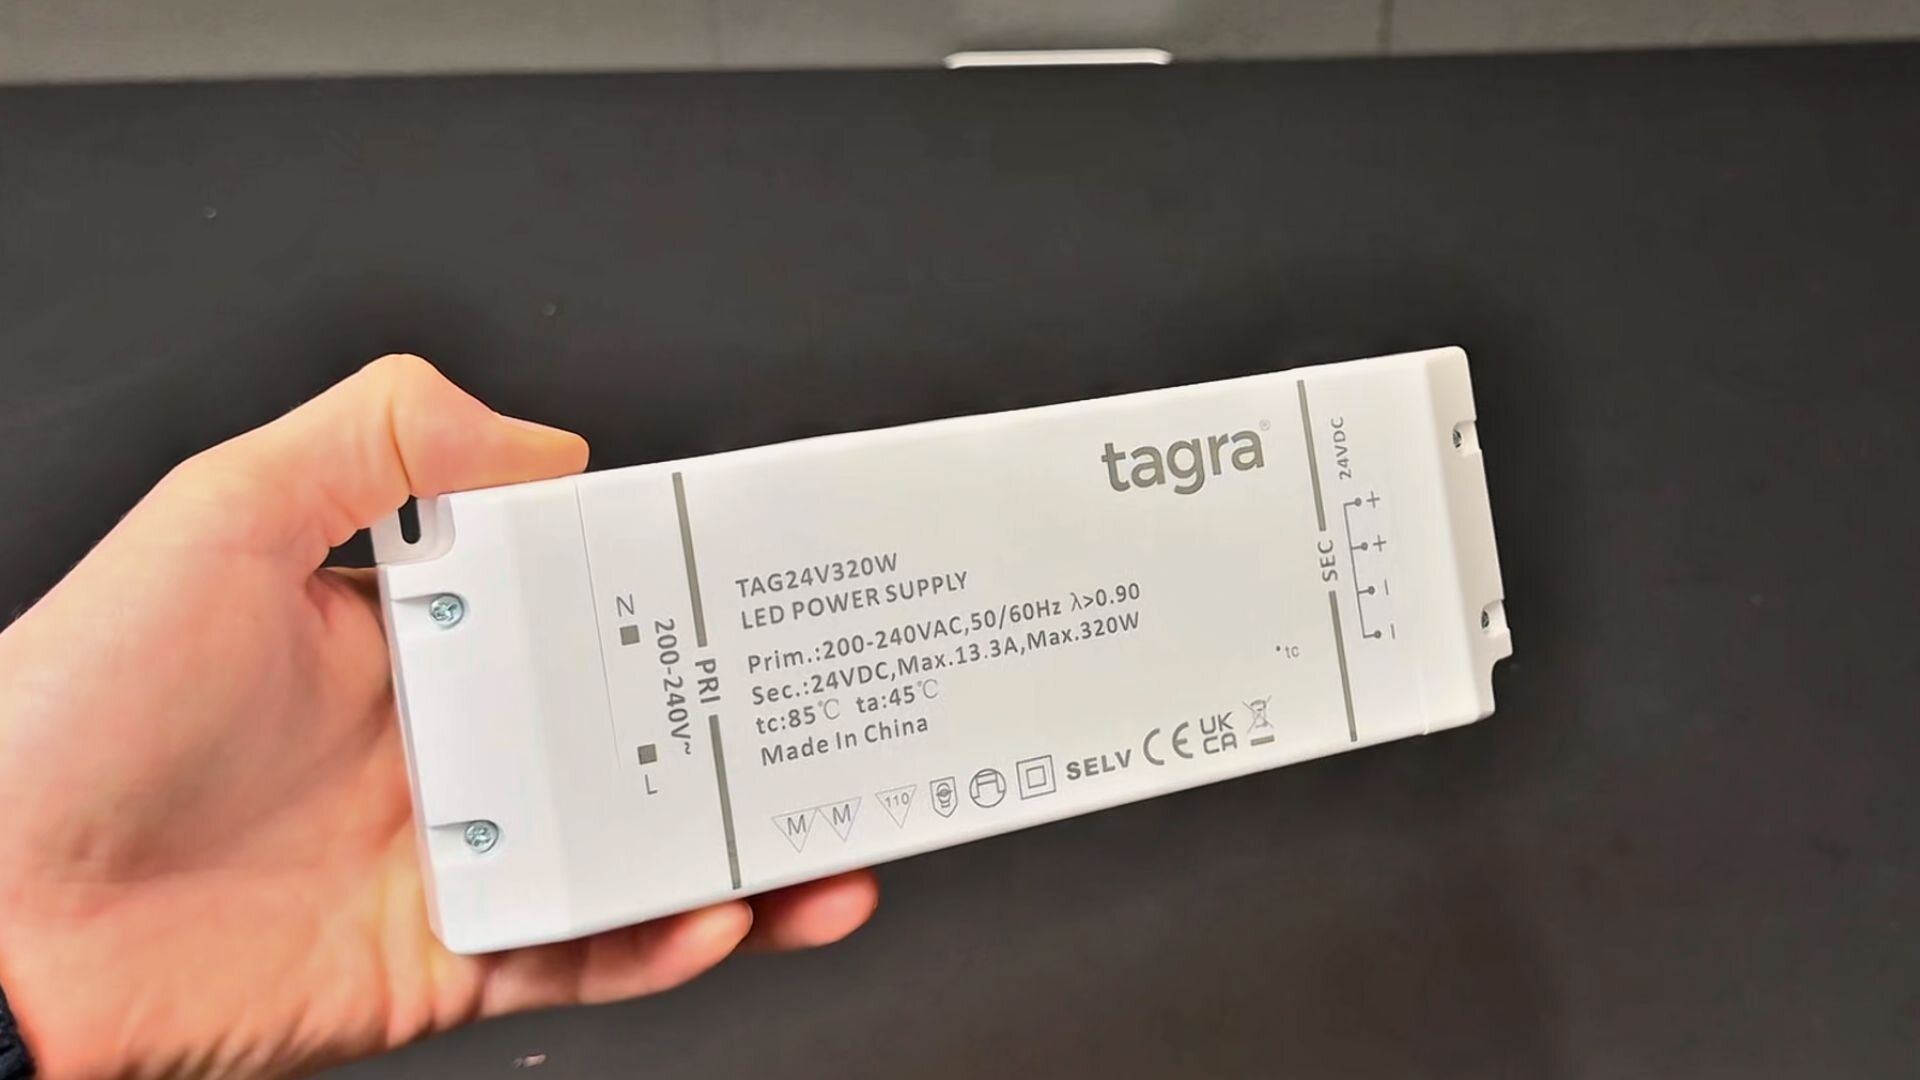 tagra®
TAG24V320W
LED POWER SUPPLY
Prim.:200-240VAC,50/60Hz λ>0.90
Sec.:24VDC,Max.13.3A,Max.320W
tc:85℃ ta:45℃
Made In China
N
200-240V~
L
PRI
M M 110 SELV CE UK CA
tc
SEC
24VDC
+
+
−
−